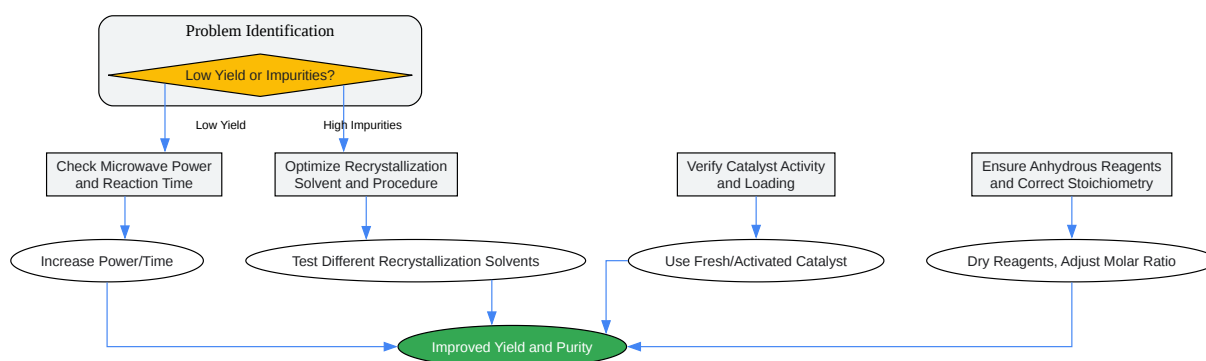 Problem Identification
Low Yield or Impurities?
Low Yield
High Impurities
Check Microwave Power
and Reaction Time
Optimize Recrystallization
Solvent and Procedure
Verify Catalyst Activity
and Loading
Ensure Anhydrous Reagents
and Correct Stoichiometry
Increase Power/Time
Test Different Recrystallization Solvents
Use Fresh/Activated Catalyst
Dry Reagents, Adjust Molar Ratio
Improved Yield and Purity